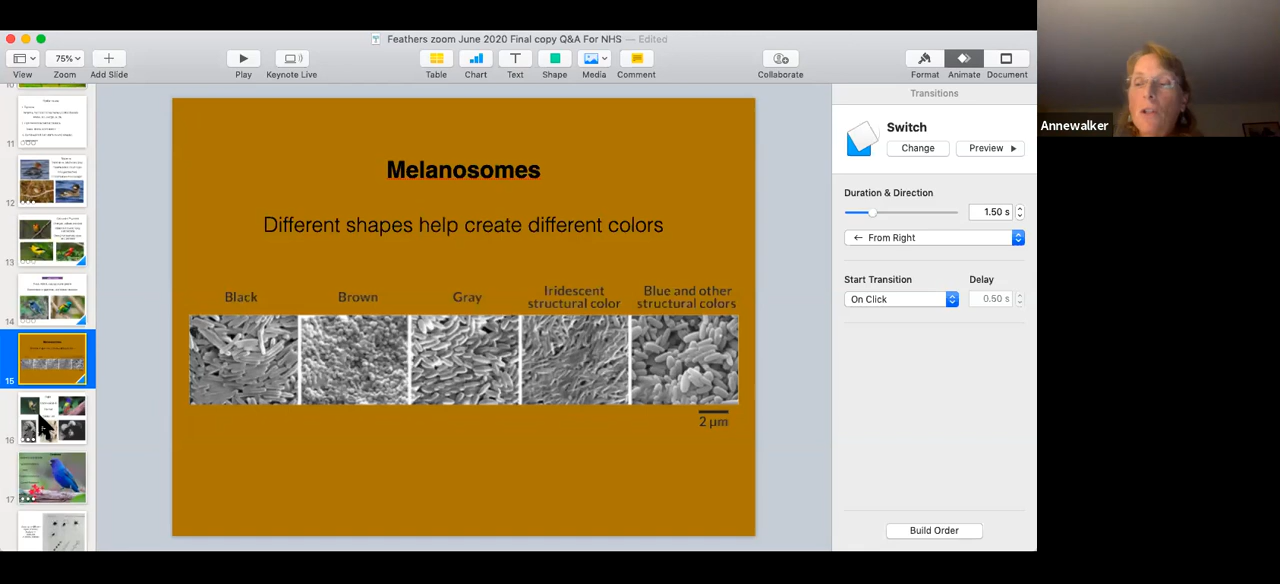 Feathers zoom June 2020 Final copy Q&A For NHS — Edited
75%
View
Zoom
Add Slide
Play
Keynote Live
Table
Chart
Text
Shape
Media
Comment
Collaborate
Format
Animate
Document
Transitions
Switch
Change
Preview
Duration & Direction
1.50 s
← From Right
Start Transition
Delay
On Click
0.50 s
Build Order
Annewalker
10
11
12
13
14
15
16
17
Melanosomes
Different shapes help create different colors
Black
Brown
Gray
Iridescent
structural color
Blue and other
structural colors
2 µm